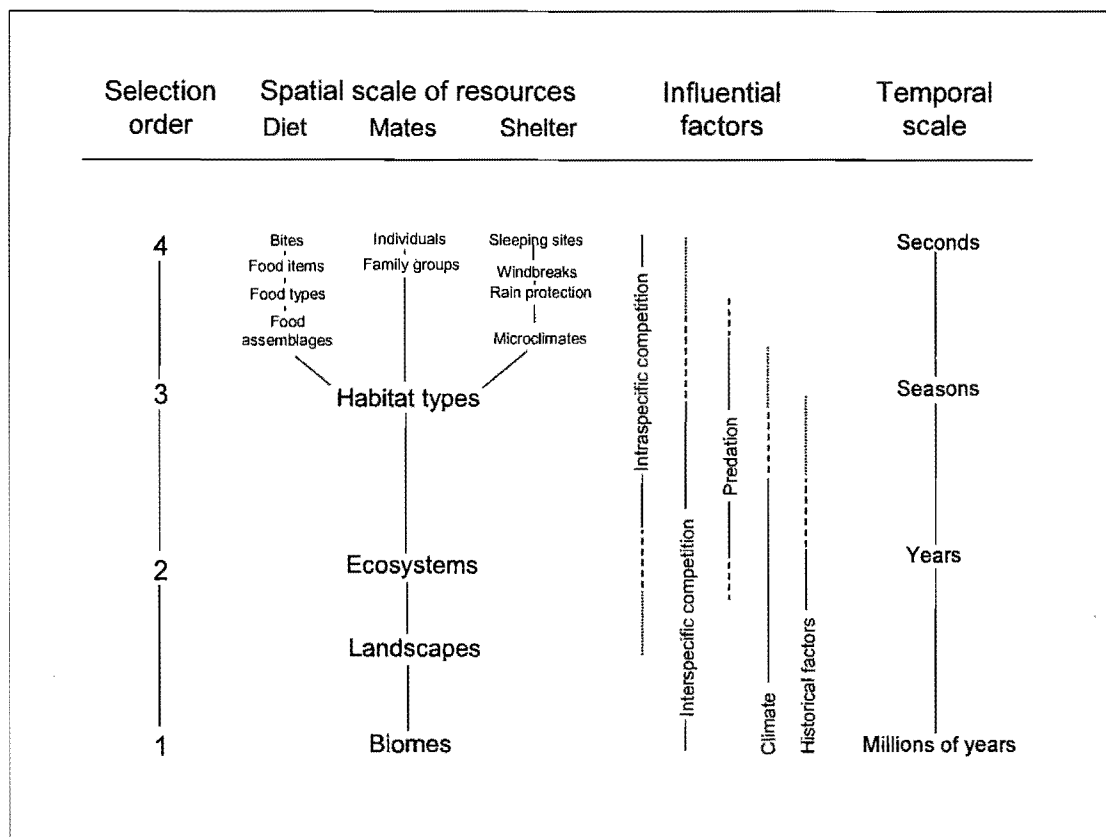 Selection order
Spatial scale of resources
Diet Mates Shelter
Influential factors
Temporal scale
4
Bites
Individuals
Sleeping sites
Seconds
Food items
Family groups
Windbreaks
Food types
Rain protection
Food assemblages
Microclimates
3
Habitat types
Seasons
2
Ecosystems
Years
Landscapes
1
Biomes
Millions of years
Intraspecific competition
Interspecific competition
Predation
Climate
Historical factors